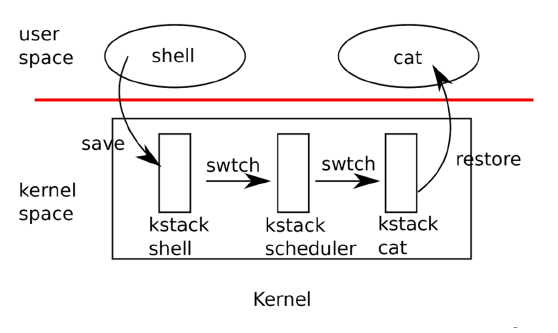 user
space
shell
cat
save
swtch
swtch
restore
kernel
space
kstack
shell
kstack
scheduler
kstack
cat
Kernel